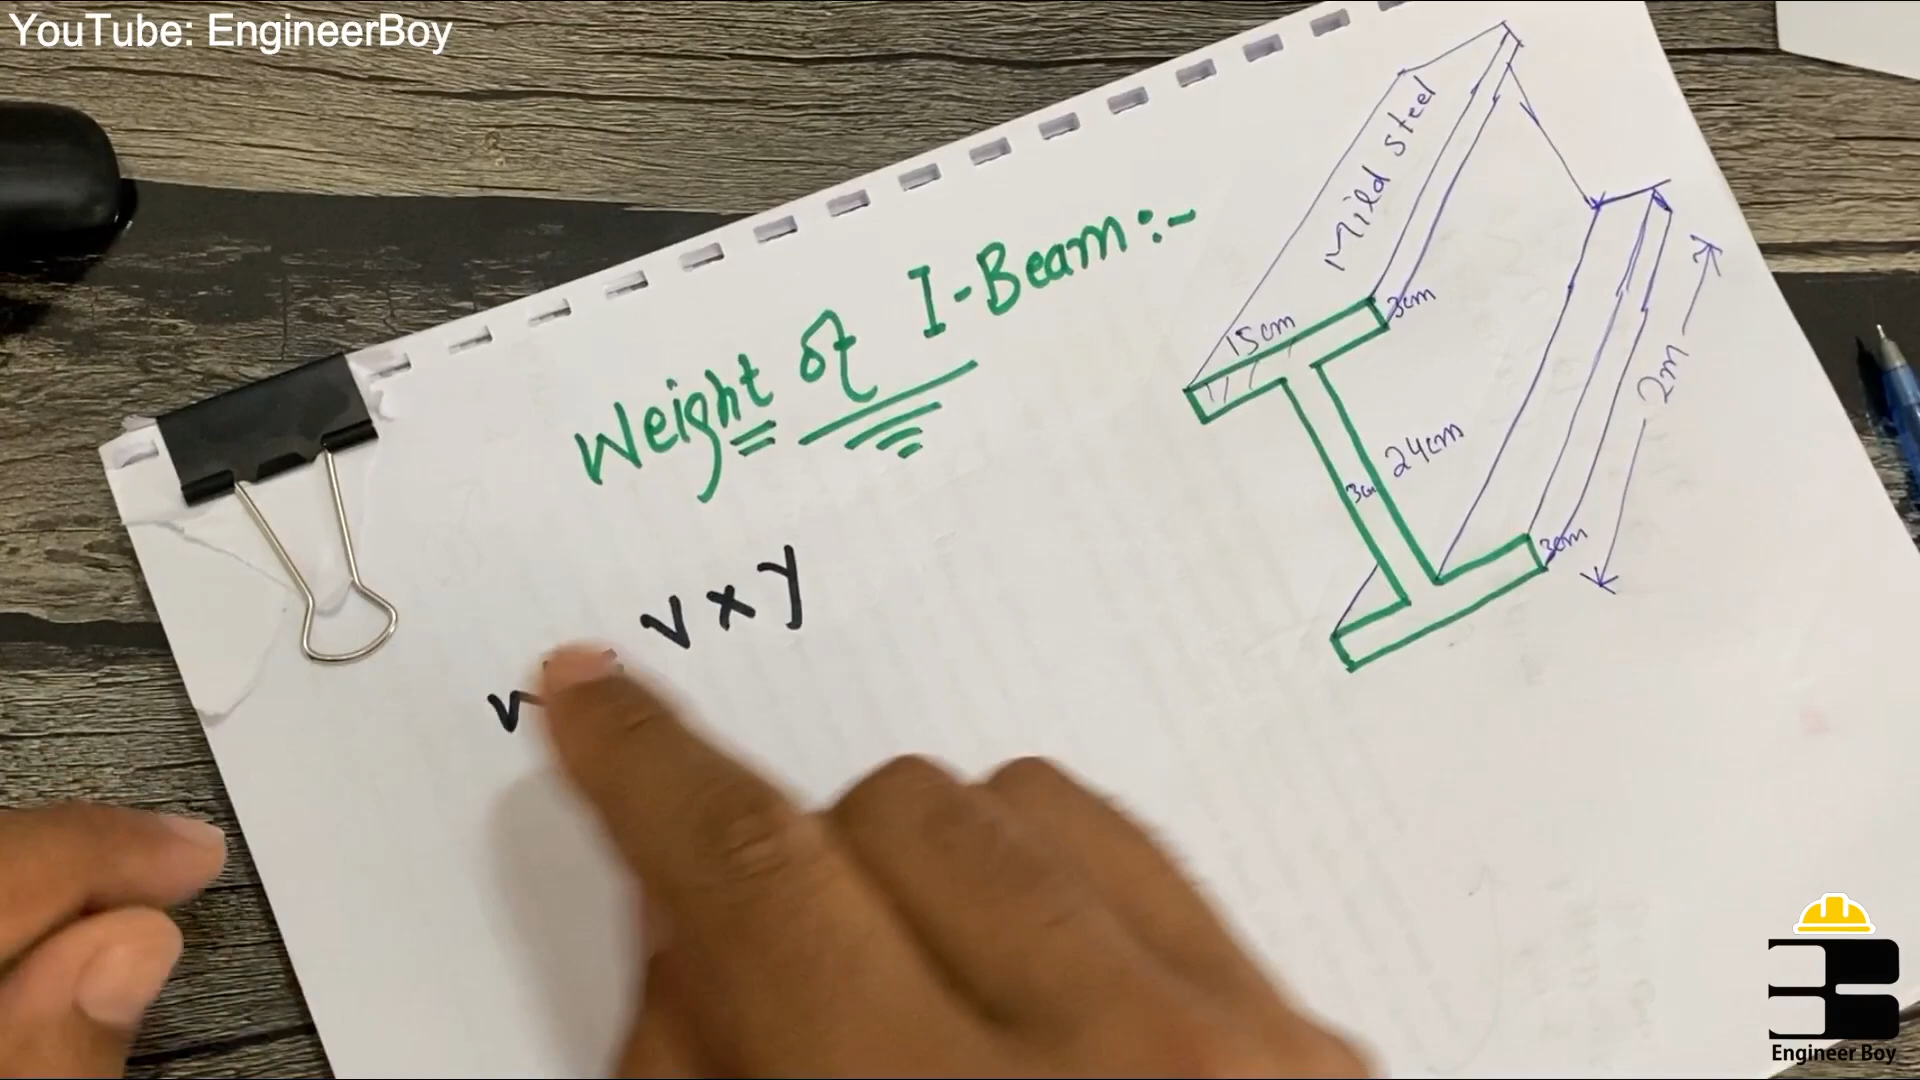 YouTube: EngineerBoy
Weight of I-Beam:-
Mild steel
15cm
3cm
24cm
3cm
2m
3cm
v x y
Engineer Boy